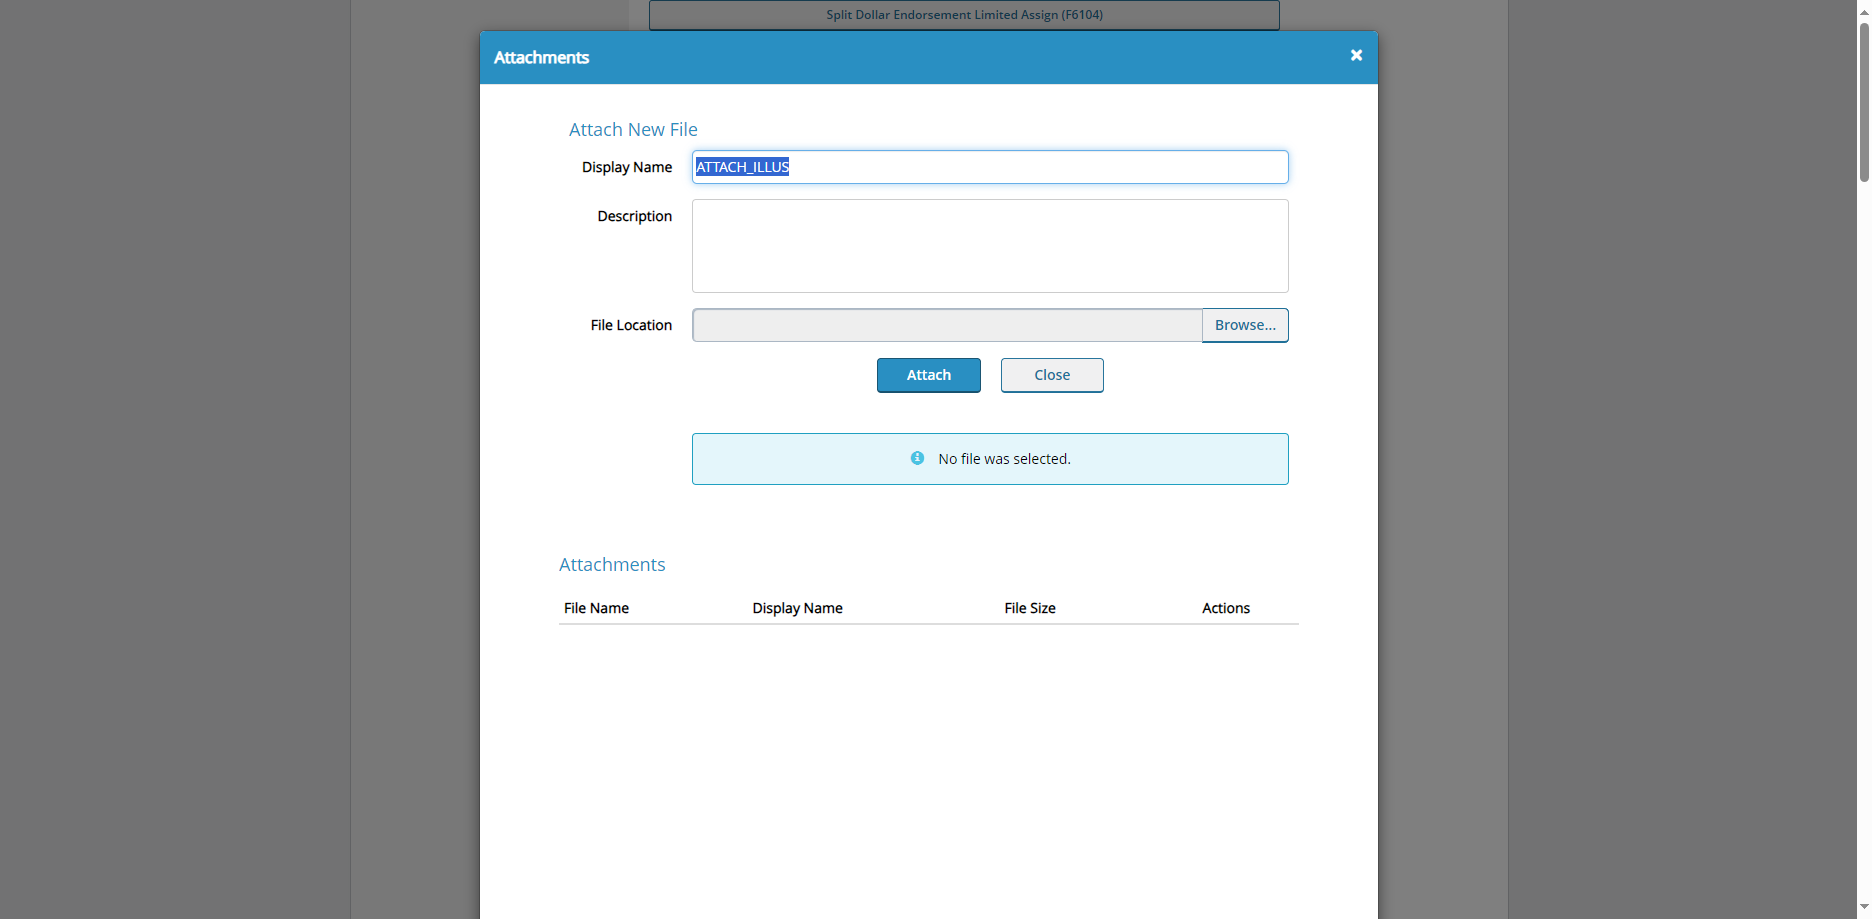 Split Dollar Endorsement Limited Assign (F6104)
Attachments
Attach New File
Display Name ATTACH_ILLUS
Description
File Location Browse...
Attach Close
No file was selected.
Attachments
File Name Display Name File Size Actions